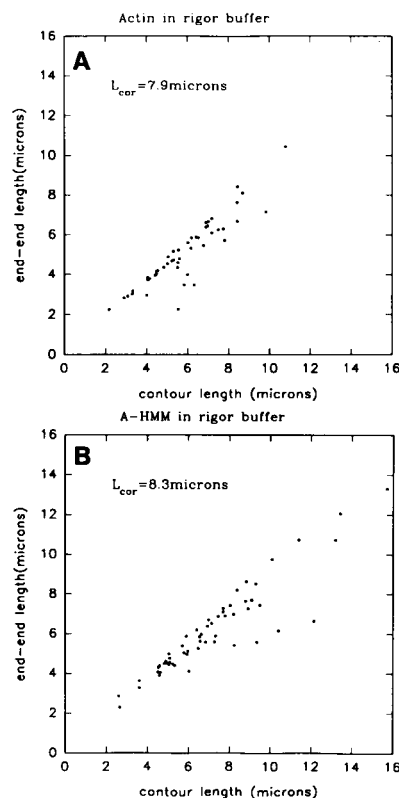 Actin in rigor buffer
A
L_cor=7.9microns
16
14
12
10
8
6
4
2
0
end-end length(microns)
0 2 4 6 8 10 12 14 16
contour length (microns)
A-HMM in rigor buffer
B
L_cor=8.3microns
16
14
12
10
8
6
4
2
0
end-end length(microns)
0 2 4 6 8 10 12 14 16
contour length (microns)